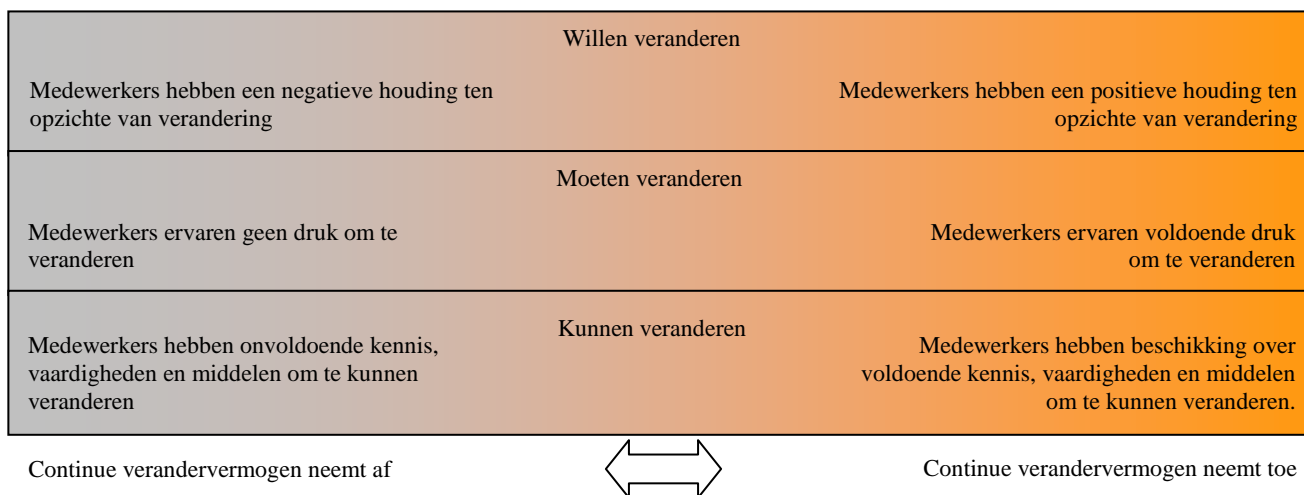 Willen veranderen
Medewerkers hebben een negatieve houding ten
opzichte van verandering
Medewerkers hebben een positieve houding ten
opzichte van verandering
Moeten veranderen
Medewerkers ervaren geen druk om te
veranderen
Medewerkers ervaren voldoende druk
om te veranderen
Kunnen veranderen
Medewerkers hebben onvoldoende kennis,
vaardigheden en middelen om te kunnen
veranderen
Medewerkers hebben beschikking over
voldoende kennis, vaardigheden en middelen
om te kunnen veranderen.
Continue verandervermogen neemt af
Continue verandervermogen neemt toe